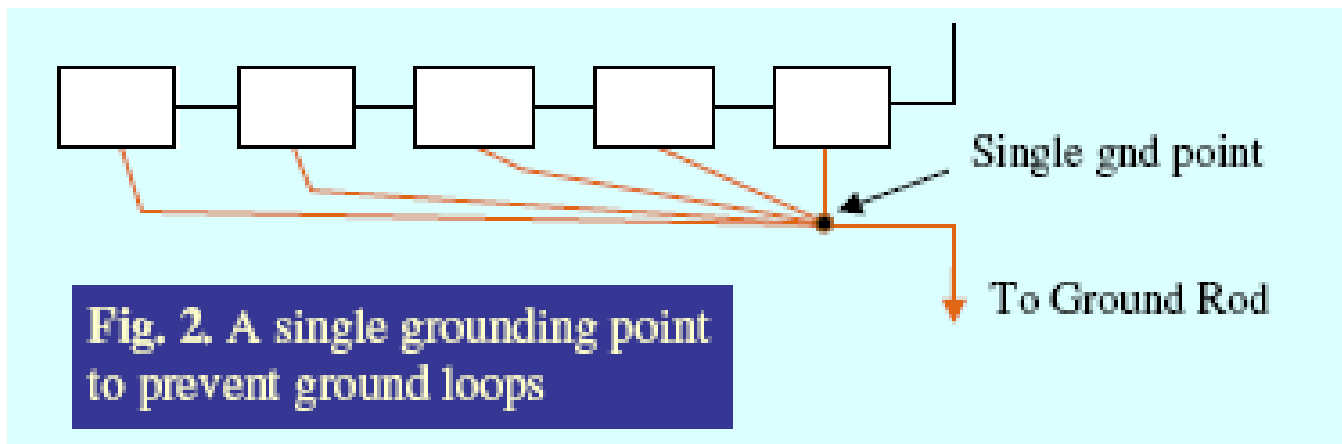 Single gnd point
To Ground Rod
Fig. 2. A single grounding point
to prevent ground loops